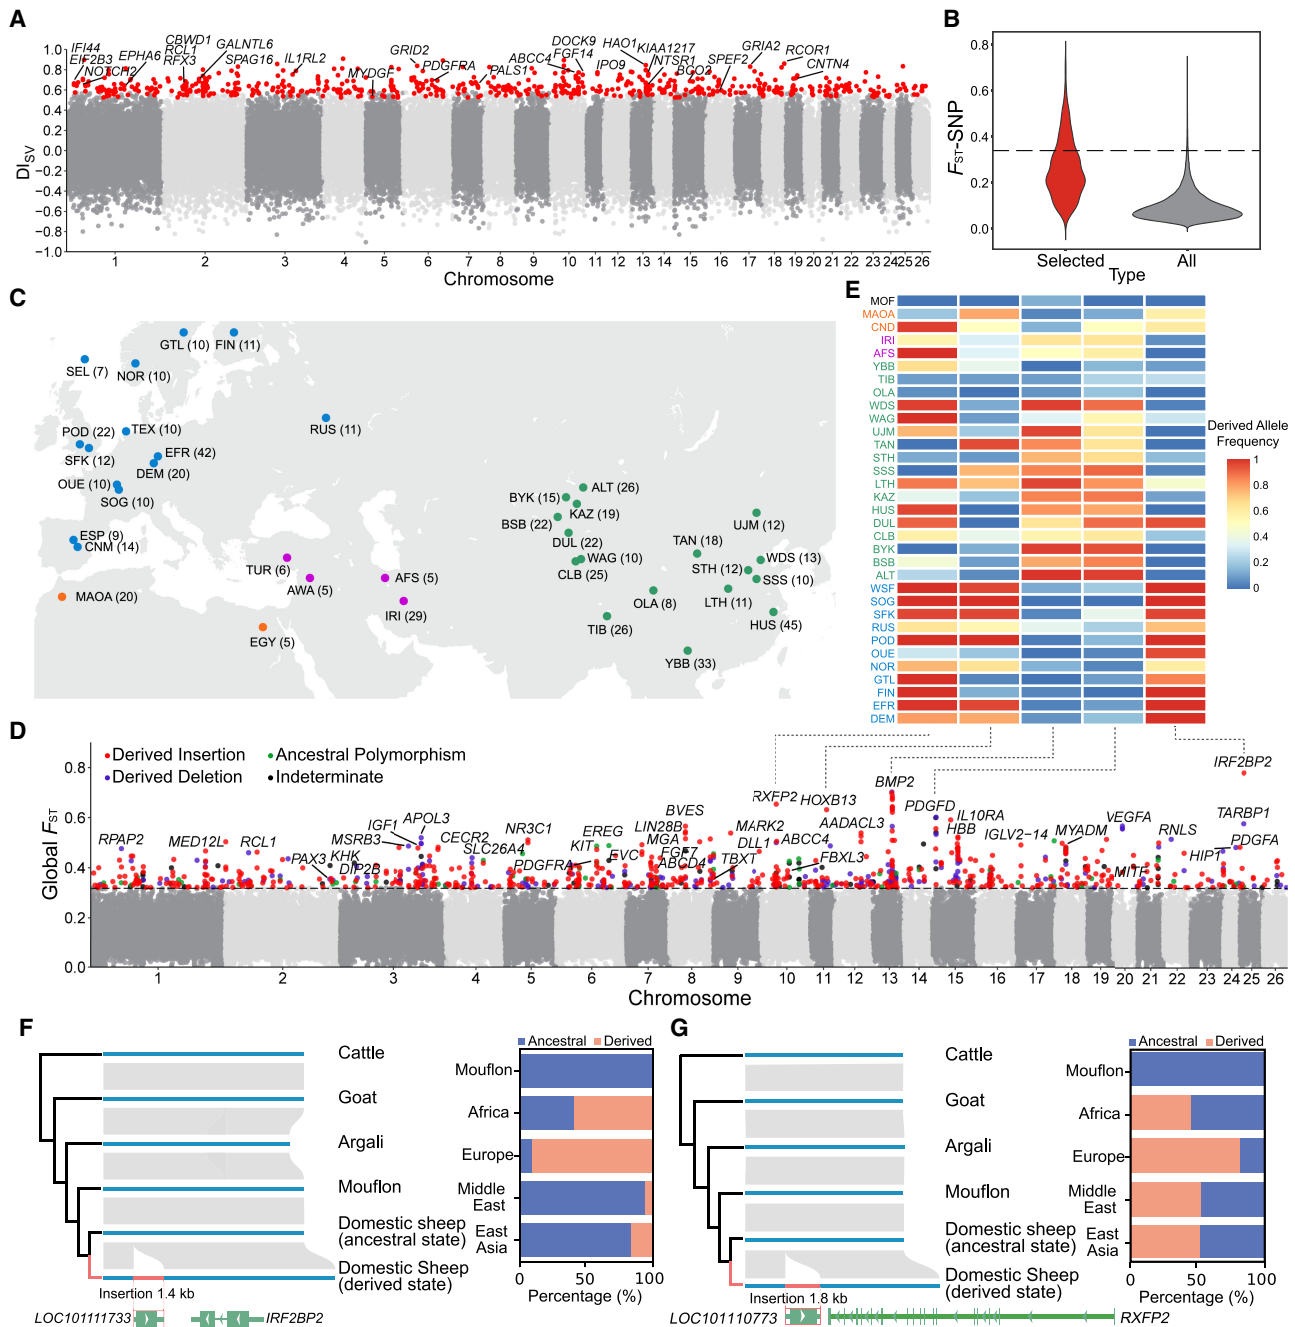 A
IFI44
EIF2B3
NOTCH2
EPHA6
CBWD1
RCL1
RFX3
GALNTL6
SPAG16
IL1RL2
MYDGF
GRID2
PDGFRA
PALS1
ABCC4
DOCK9
FGF14
IPO9
HAO1
KIAA1217
NTSR1
BCO2
SPEF2
GRIA2
RCOR1
CNTN4
1.0
0.8
0.6
0.4
0.2
0.0
−0.2
−0.4
−0.6
−0.8
−1.0
DISV
1 2 3 4 5 6 7 8 9 10 11 12 13 14 15 16 17 18 19 20 21 22 23 24 25 26
Chromosome
B
0.8
0.6
0.4
0.2
0.0
FST-SNP
Selected All
Type
C
GTL (10)
FIN (11)
SEL (7)
NOR (10)
POD (22)
TEX (10)
RUS (11)
SFK (12)
EFR (42)
DEM (20)
OUE (10)
SOG (10)
ESP (9)
CNM (14)
TUR (6)
AWA (5)
AFS (5)
IRI (29)
MAOA (20)
EGY (5)
ALT (26)
BYK (15)
KAZ (19)
BSB (22)
DUL (22)
WAG (10)
CLB (25)
UJM (12)
TAN (18)
WDS (13)
STH (12)
SSS (10)
LTH (11)
OLA (8)
HUS (45)
TIB (26)
YBB (33)
E
MOF
MAOA
CND
IRI
AFS
YBB
TIB
OLA
WDS
WAG
UJM
TAN
STH
SSS
LTH
KAZ
HUS
DUL
CLB
BYK
BSB
ALT
WSF
SOG
SFK
RUS
POD
OUE
NOR
GTL
FIN
EFR
DEM
Derived Allele
Frequency
1
0.8
0.6
0.4
0.2
0
D
Derived Insertion
Derived Deletion
Ancestral Polymorphism
Indeterminate
0.8
0.6
0.4
0.2
0.0
Global FST
RPAP2
MED12L
RCL1
PAX3
KHK
DIP2B
MSRB3
IGF1
APOL3
CECR2
SLC26A4
NR3C1
PDGFRA
KIT
EREG
EVC
LIN28B
MGA
FGF7
ABCD4
BVES
TBXT
MARK2
DLL1
RXFP2
ABCC4
HOXB13
FBXL3
AADACL3
BMP2
PDGFD
IL10RA
HBB
IGLV2−14
MYADM
MITF
VEGFA
RNLS
HIP1
IRF2BP2
TARBP1
PDGFA
1 2 3 4 5 6 7 8 9 10 11 12 13 14 15 16 17 18 19 20 21 22 23 24 25 26
Chromosome
F
Cattle
Goat
Argali
Mouflon
Domestic sheep
(ancestral state)
Domestic Sheep
(derived state)
Insertion 1.4 kb
LOC101111733
IRF2BP2
Ancestral Derived
Mouflon
Africa
Europe
Middle
East
East
Asia
0 50 100
Percentage (%)
G
Cattle
Goat
Argali
Mouflon
Domestic sheep
(ancestral state)
Domestic Sheep
(derived state)
Insertion 1.8 kb
LOC101110773
RXFP2
Ancestral Derived
Mouflon
Africa
Europe
Middle
East
East
Asia
0 50 100
Percentage (%)